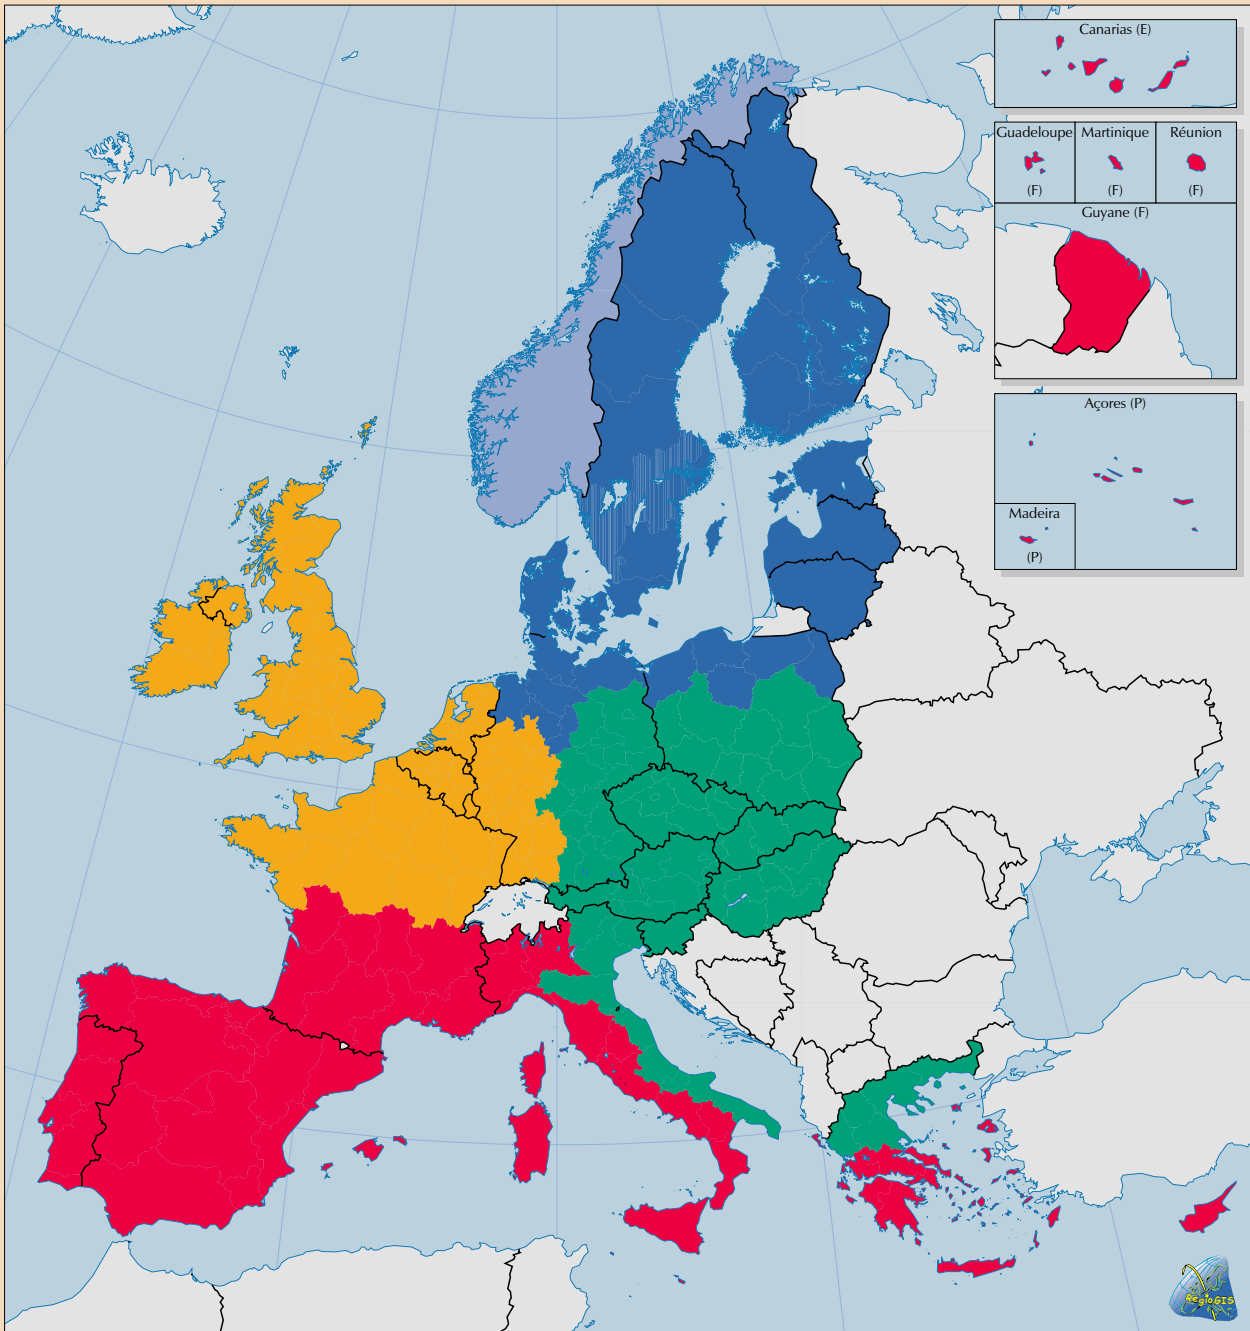 Canarias (E)
Guadeloupe
Martinique
Réunion
(F)
(F)
(F)
Guyane (F)
Açores (P)
Madeira
(P)
RegioGIS